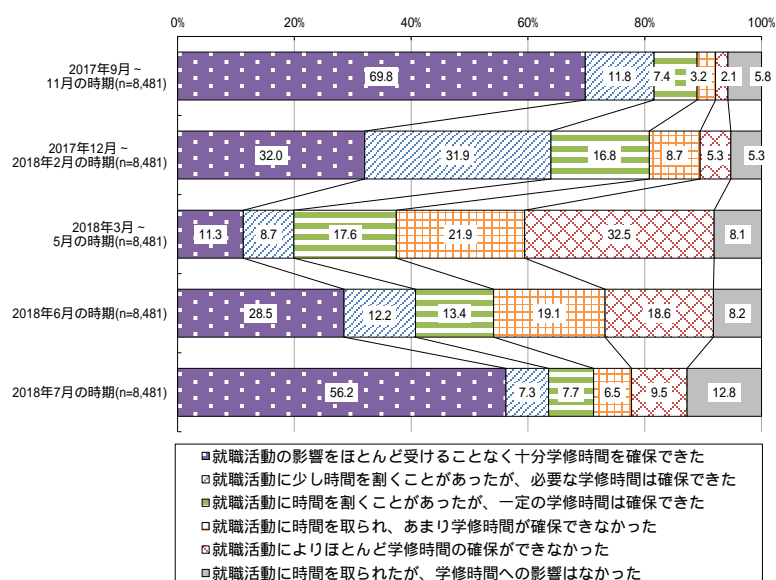 0% 20% 40% 60% 80% 100%
2017年9月~
11月の時期(n=8,481)
69.8 11.8 7.4 3.2 2.1 5.8
2017年12月~
2018年2月の時期(n=8,481)
32.0 31.9 16.8 8.7 5.3 5.3
2018年3月~
5月の時期(n=8,481)
11.3 8.7 17.6 21.9 32.5 8.1
2018年6月の時期(n=8,481)
28.5 12.2 13.4 19.1 18.6 8.2
2018年7月の時期(n=8,481)
56.2 7.3 7.7 6.5 9.5 12.8
就職活動の影響をほとんど受けることなく十分学修時間を確保できた
就職活動に少し時間を割くことがあったが、必要な学修時間は確保できた
就職活動に時間を割くことがあったが、一定の学修時間は確保できた
就職活動に時間を取られ、あまり学修時間が確保できなかった
就職活動によりほとんど学修時間の確保ができなかった
就職活動に時間を取られたが、学修時間への影響はなかった